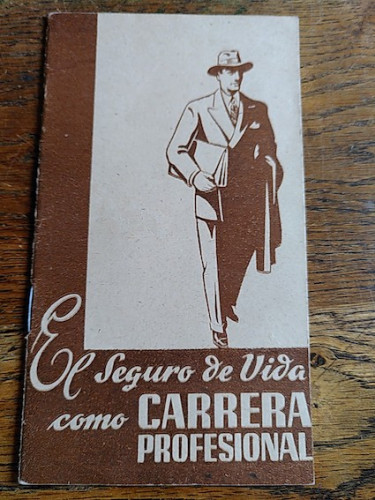 El Seguro de Vida
como CARRERA
PROFESIONAL